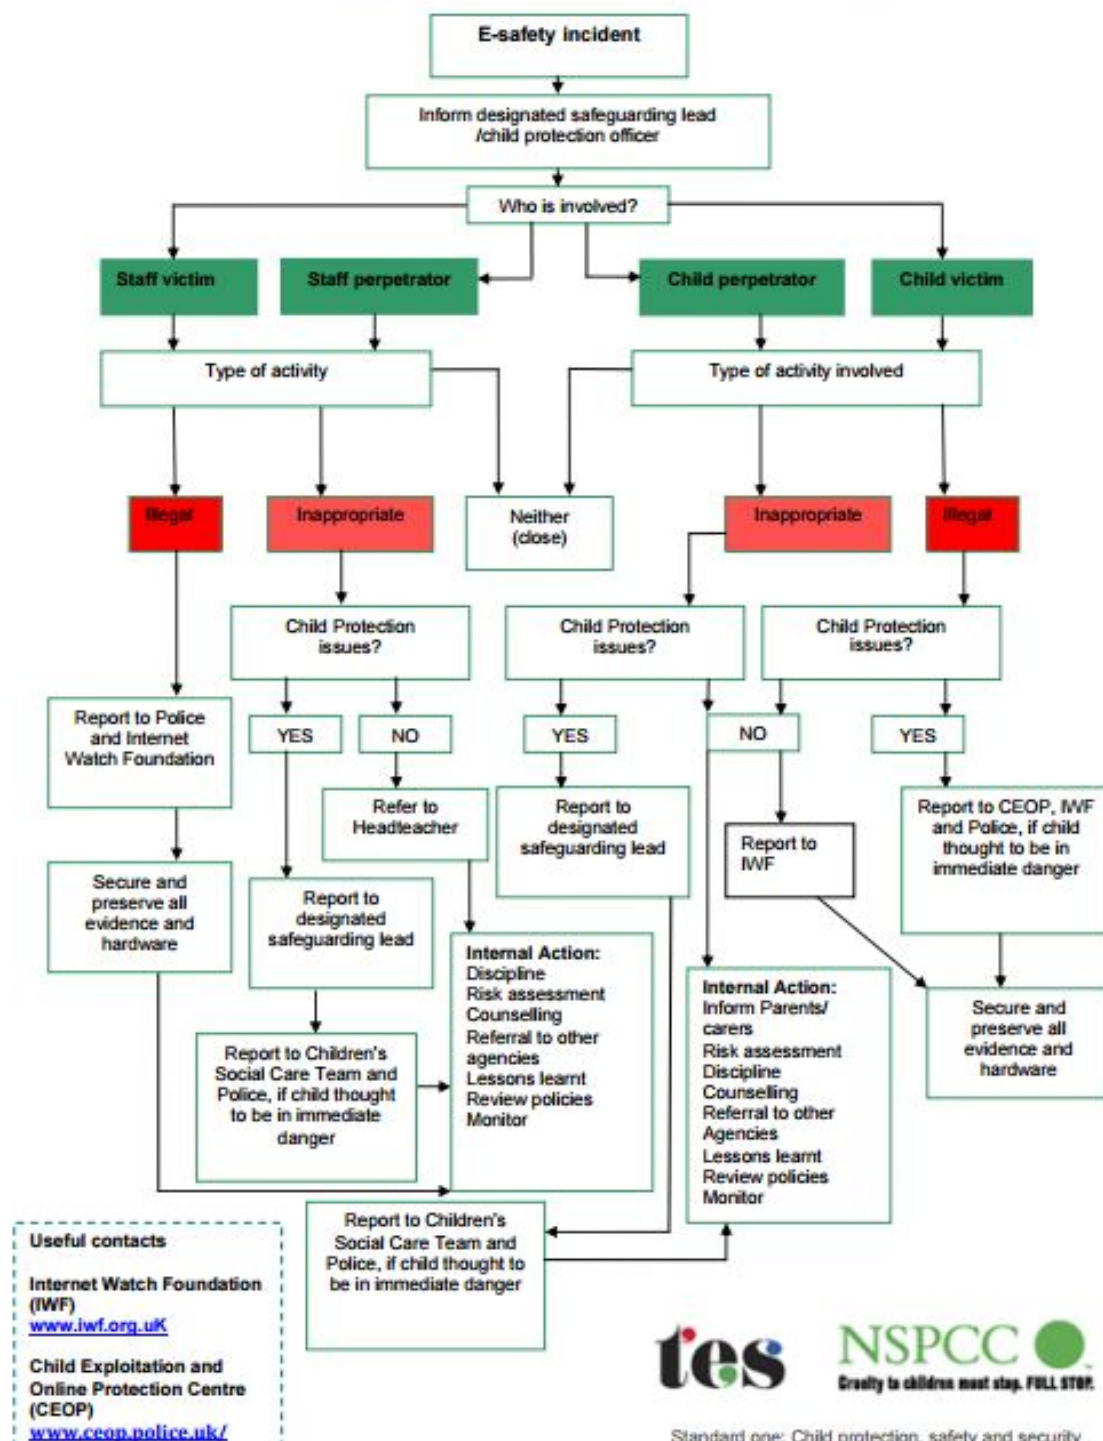 E-safety incident
Inform designated safeguarding lead
/child protection officer
Who is involved?
Staff victim
Staff perpetrator
Child perpetrator
Child victim
Type of activity
Type of activity involved
Illegal
Inappropriate
Neither
(close)
Inappropriate
Illegal
Child Protection
issues?
Child Protection
issues?
Child Protection
issues?
Report to Police
and Internet
Watch Foundation
YES
NO
YES
NO
YES
Refer to
Headteacher
Report to
designated
safeguarding lead
Report to
IWF
Report to CEOP, IWF
and Police, if child
thought to be in
immediate danger
Secure and
preserve all
evidence and
hardware
Report to
designated
safeguarding lead
Internal Action:
Discipline
Risk assessment
Counselling
Referral to other
agencies
Lessons learnt
Review policies
Monitor
Internal Action:
Inform Parents/
carers
Risk assessment
Discipline
Counselling
Referral to other
Agencies
Lessons learnt
Review policies
Monitor
Secure and
preserve all
evidence and
hardware
Report to Children's
Social Care Team and
Police, if child thought
to be in immediate
danger
Report to Children's
Social Care Team and
Police, if child thought to
be in immediate danger
Useful contacts
Internet Watch Foundation
(IWF)
www.iwf.org.uK
Child Exploitation and
Online Protection Centre
(CEOP)
www.ceop.police.uk/
tes
NSPCC
Cruelty to children must stop. FULL STOP.
Standard one: Child protection, safety and security